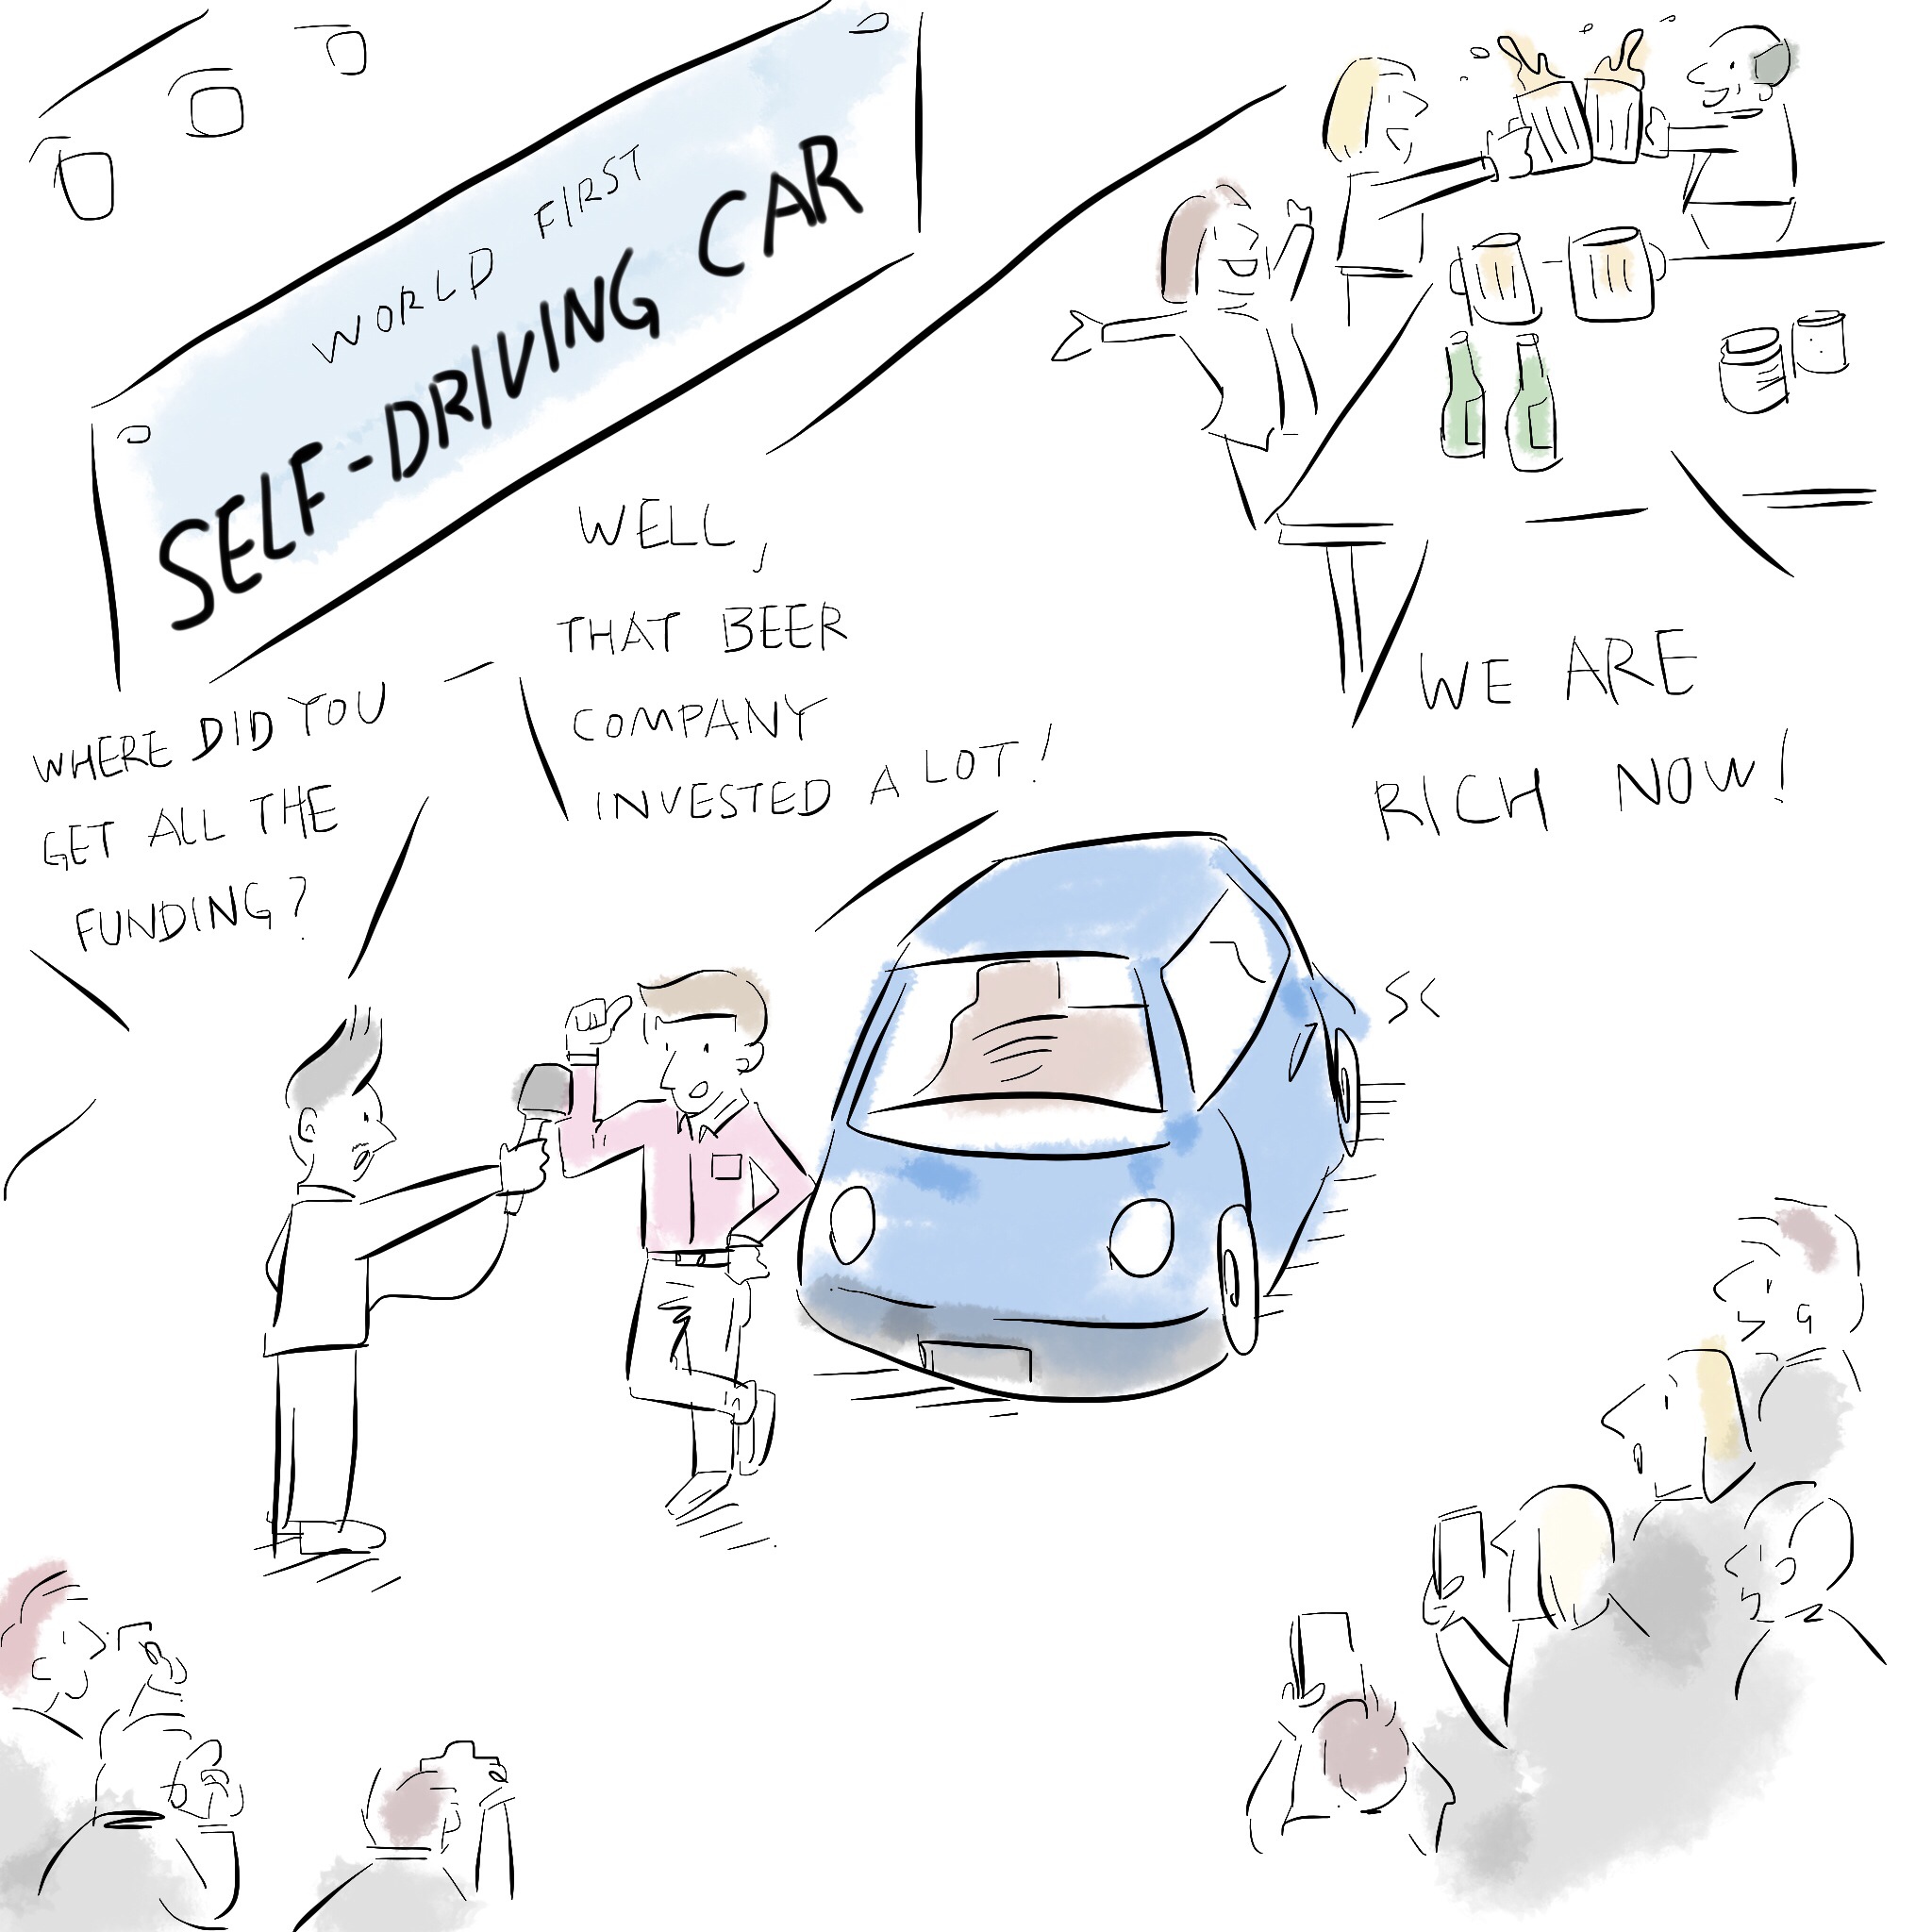 WORLD FIRST
SELF-DRIVING CAR
WHERE DID YOU
GET ALL THE
FUNDING?
WELL,
THAT BEER
COMPANY
INVESTED A LOT!
WE ARE
RICH NOW!
SC